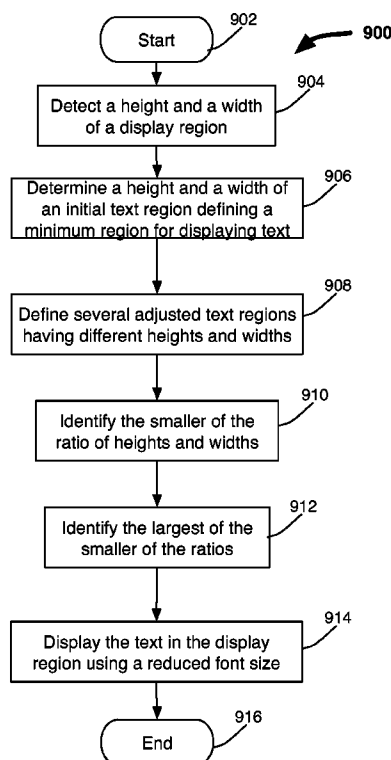 900
Start
902
Detect a height and a width
of a display region
904
Determine a height and a width of
an initial text region defining a
minimum region for displaying text
906
Define several adjusted text regions
having different heights and widths
908
Identify the smaller of the
ratio of heights and widths
910
Identify the largest of the
smaller of the ratios
912
Display the text in the display
region using a reduced font size
914
End
916